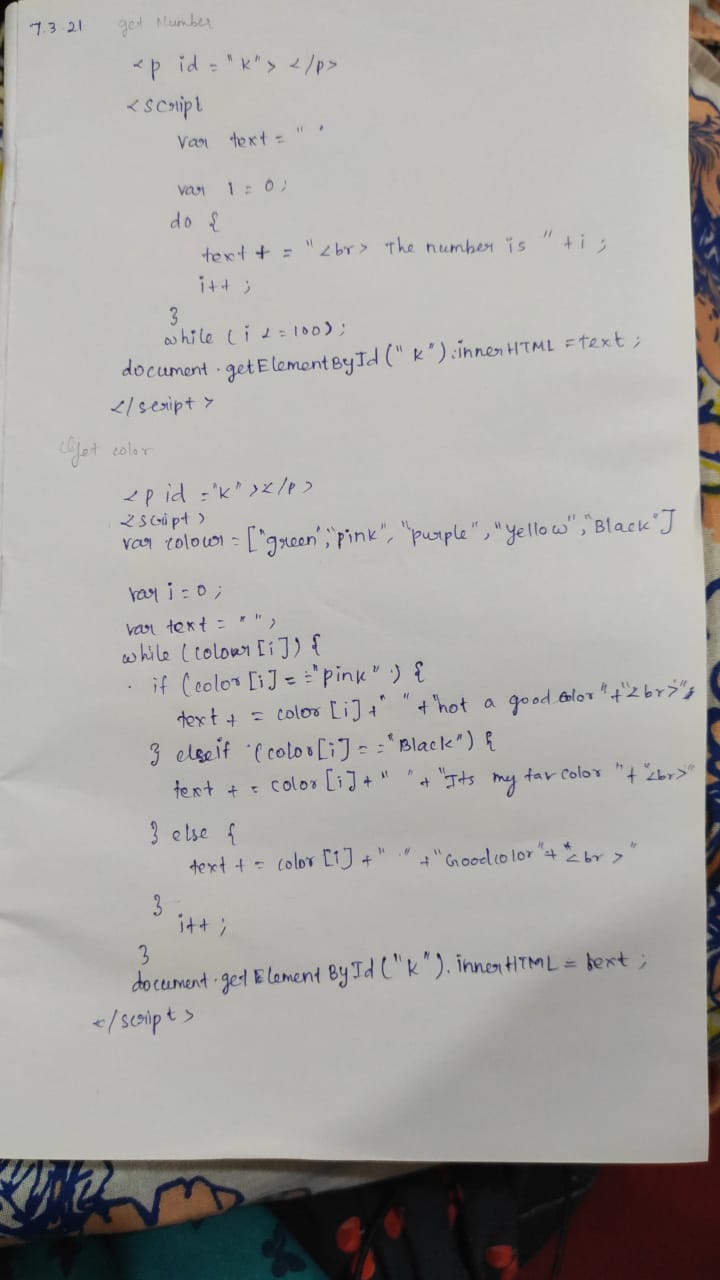 7.3.21 get Number
<p id = "k"> </p>
<script
var text = " '
var i = 0;
do {
text + = "<br> The number is " + i ;
i++ ;
}
while (i <= 100);
document.getElementById("k").innerHTML = text ;
</script>
Get color
<p id = "k"></p>
<script>
var colour = ["green", "pink", "purple", "Yellow", "Black"]
var i = 0;
var text = " ";
while (colour [i]) {
if (color [i] = = "pink") {
text + = color [i] + " " + "not a good color" + "<br>";
} elseif (color[i] = = "Black") {
text + = color [i] + " " + "Its my fav color " + "<br>"
} else {
text + = color [i] + " " + "Good color" + "<br>"
}
i++ ;
}
document.getElementById("k").innerHTML = text ;
</script>